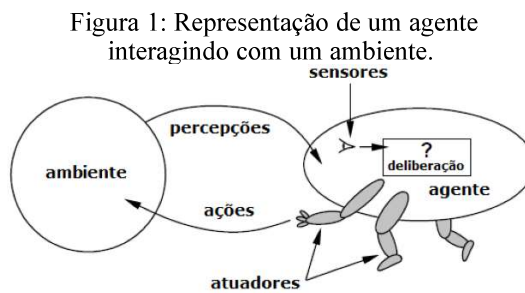 Figura 1: Representação de um agente
interagindo com um ambiente.
sensores
percepções
?
deliberação
ambiente
agente
ações
atuadores